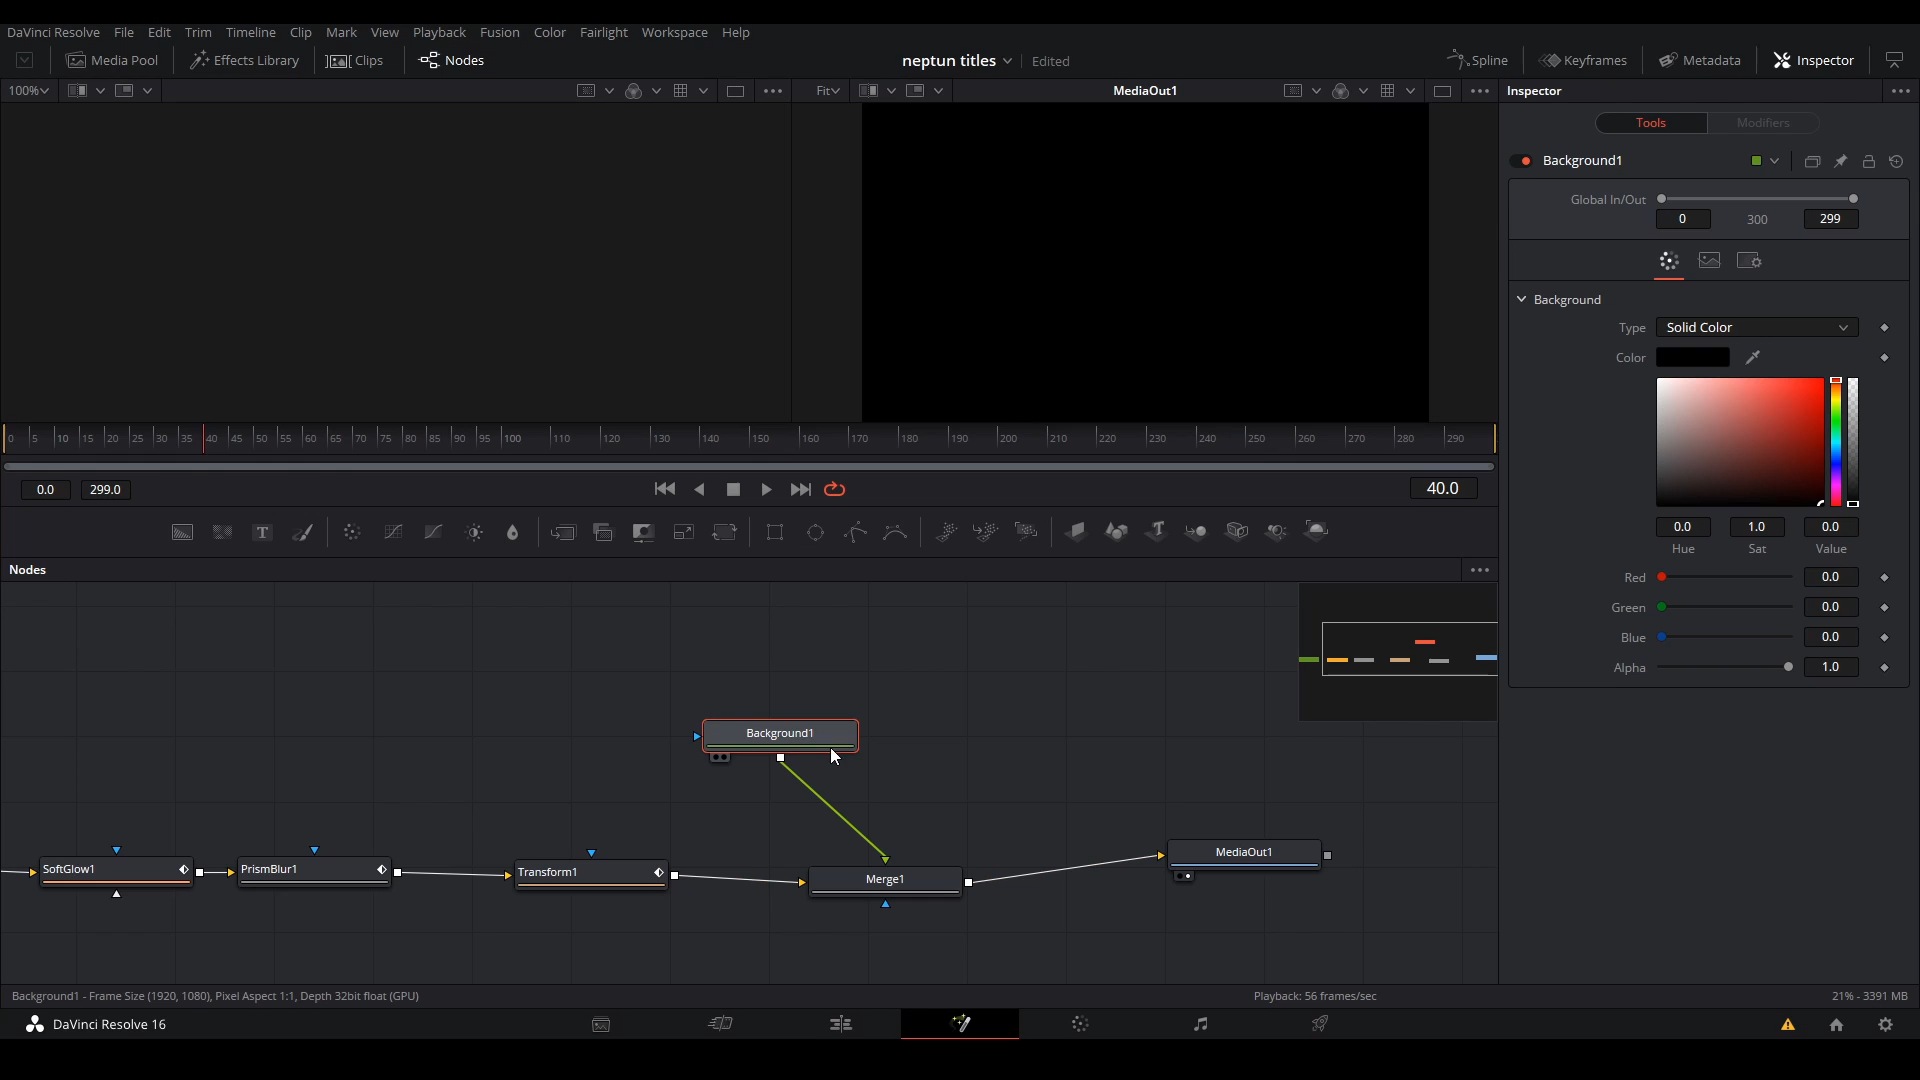 DaVinci Resolve File Edit Trim Timeline Clip Mark View Playback Fusion Color Fairlight Workspace Help
Media Pool Effects Library Clips Nodes neptun titles Edited Spline Keyframes Metadata Inspector
100% Fit MediaOut1 Inspector
Tools Modifiers
Background1
Global In/Out
0 300 299
Background
Type Solid Color
Color
0 5 10 15 20 25 30 35 40 45 50 55 60 65 70 75 80 85 90 95 100 110 120 130 140 150 160 170 180 190 200 210 220 230 240 250 260 270 280 290
0.0 299.0 40.0
0.0 1.0 0.0
Hue Sat Value
Nodes
Red 0.0
Green 0.0
Blue 0.0
Alpha 1.0
Background1
SoftGlow1 PrismBlur1 Transform1 Merge1 MediaOut1
Background1 - Frame Size (1920, 1080), Pixel Aspect 1:1, Depth 32bit float (GPU) Playback: 56 frames/sec 21% - 3391 MB
DaVinci Resolve 16